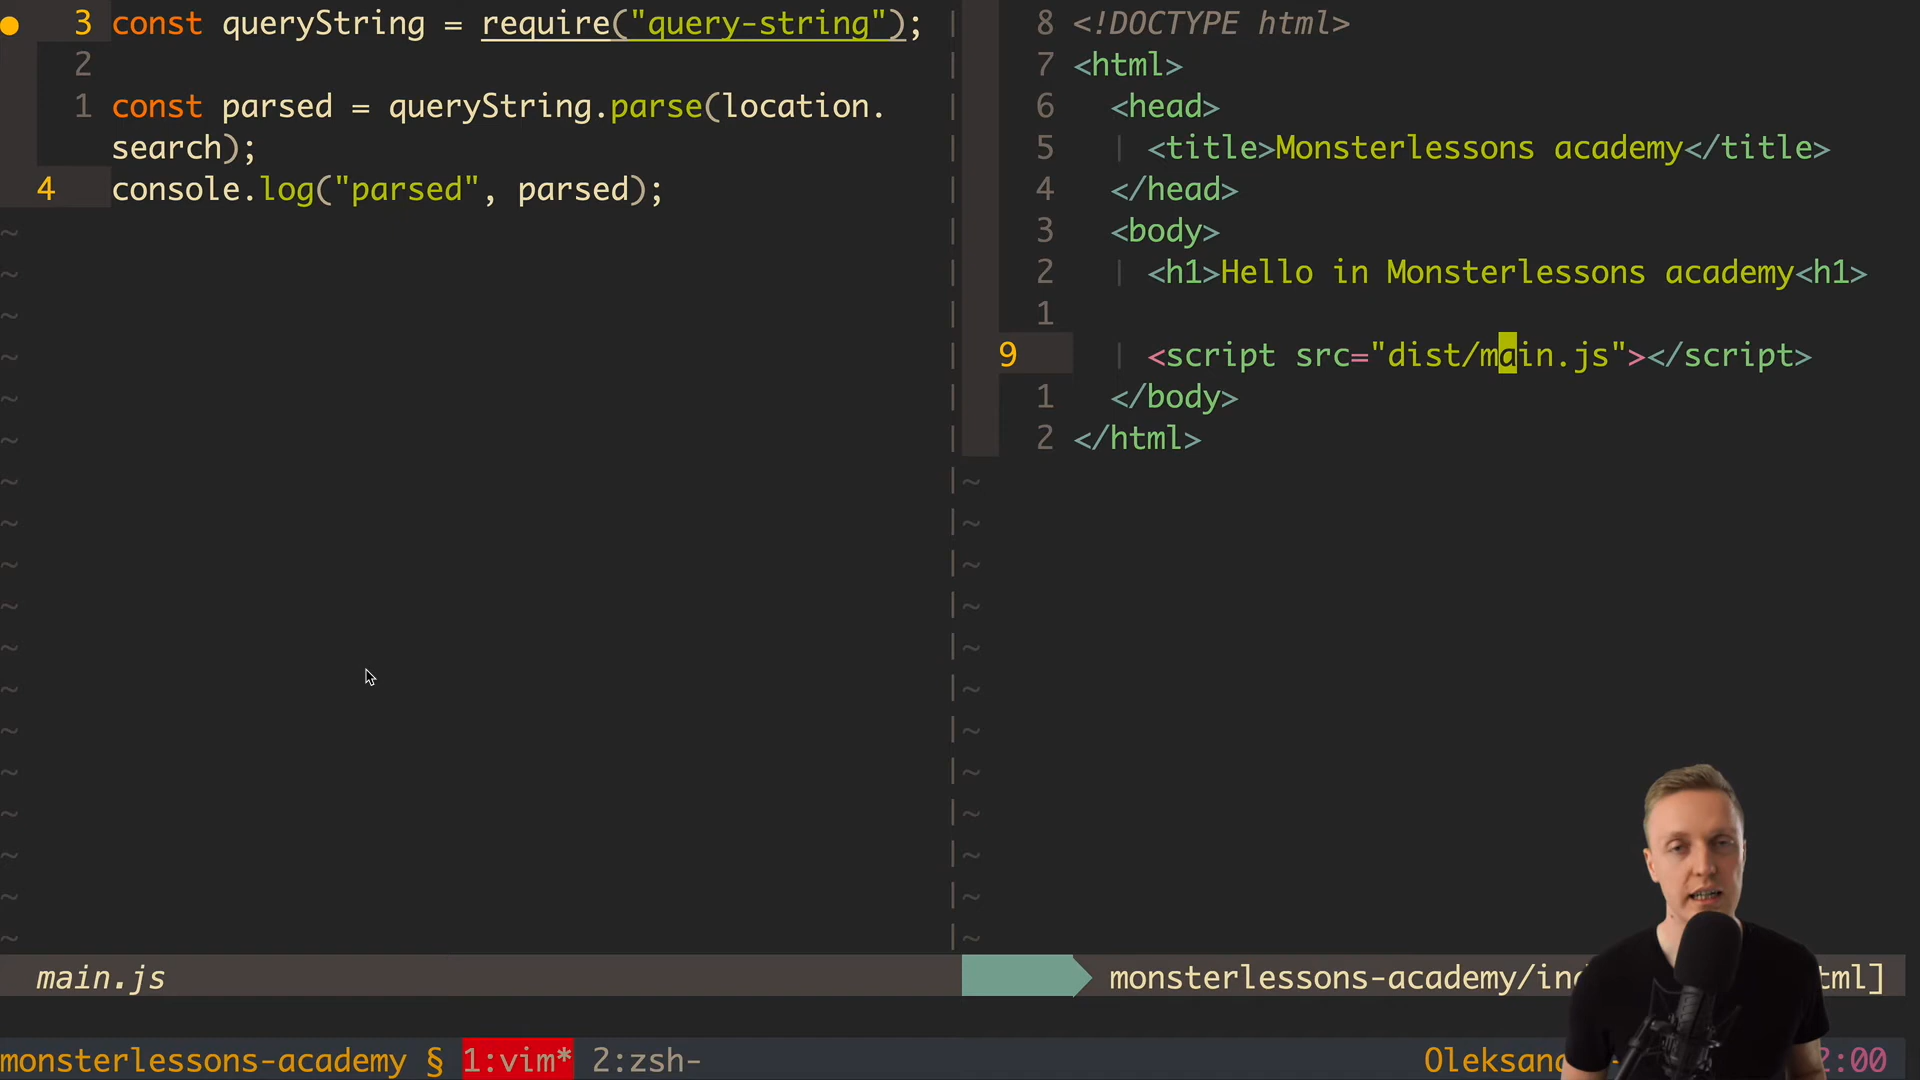 3 const queryString = require("query-string");
2
1 const parsed = queryString.parse(location.
search);
4 console.log("parsed", parsed);
main.js
8 <!DOCTYPE html>
7 <html>
6 <head>
5 <title>Monsterlessons academy</title>
4 </head>
3 <body>
2 <h1>Hello in Monsterlessons academy<h1>
1
9 <script src="dist/main.js"></script>
1 </body>
2 </html>
monsterlessons-academy/in
tml]
monsterlessons-academy § 1:vim* 2:zsh-
Oleksand
2:00